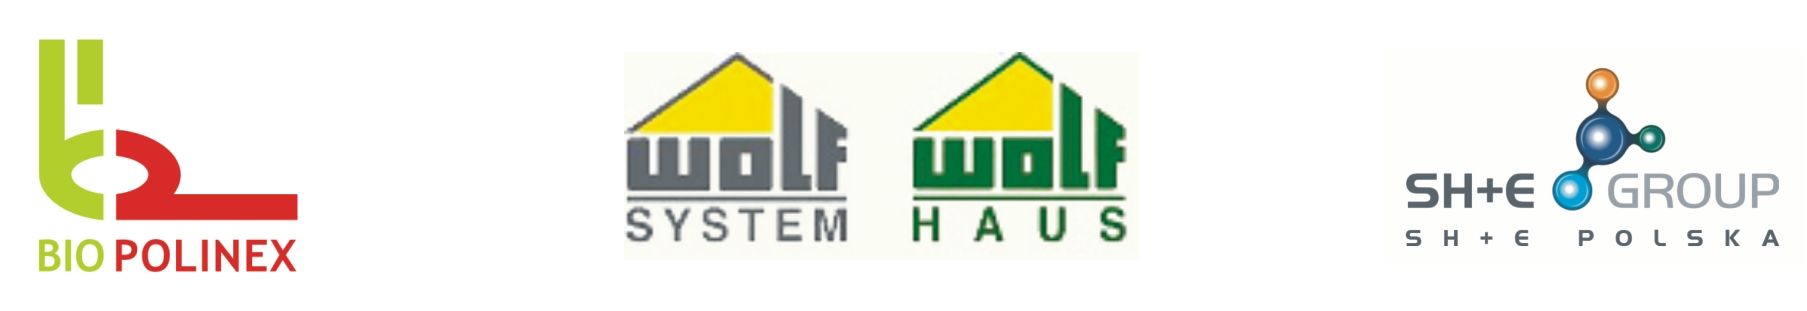 BIO POLINEX
wolf
SYSTEM
wolf
HAUS
SH+E GROUP
SH+E POLSKA